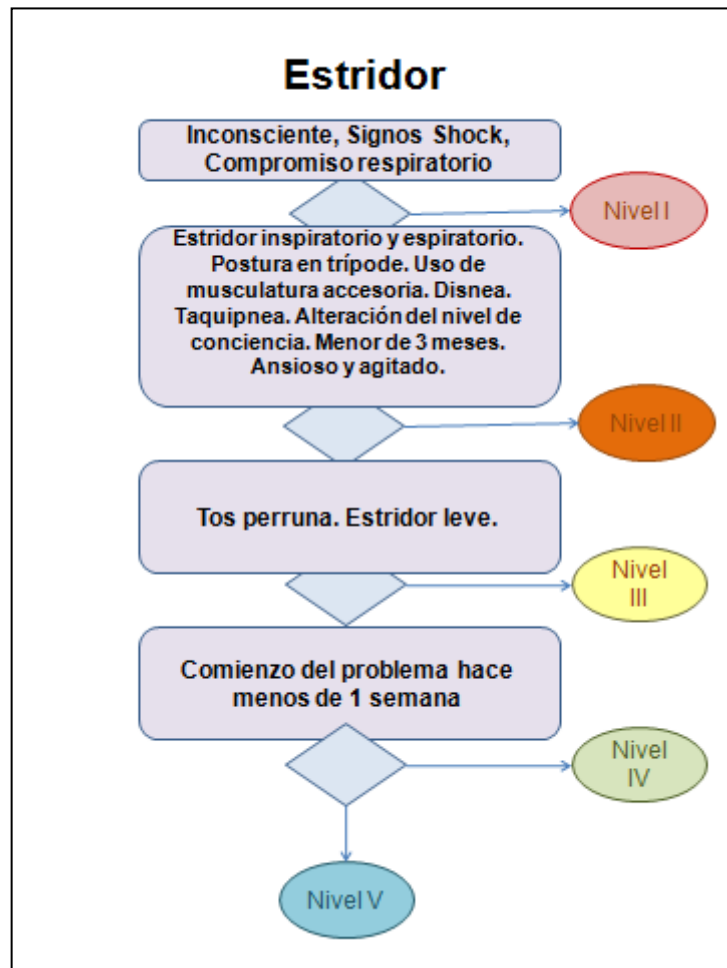 Estridor
Inconsciente, Signos Shock,
Compromiso respiratorio
Nivel I
Estridor inspiratorio y espiratorio.
Postura en trípode. Uso de
musculatura accesoria. Disnea.
Taquipnea. Alteración del nivel de
conciencia. Menor de 3 meses.
Ansioso y agitado.
Nivel II
Tos perruna. Estridor leve.
Nivel
III
Comienzo del problema hace
menos de 1 semana
Nivel
IV
Nivel V